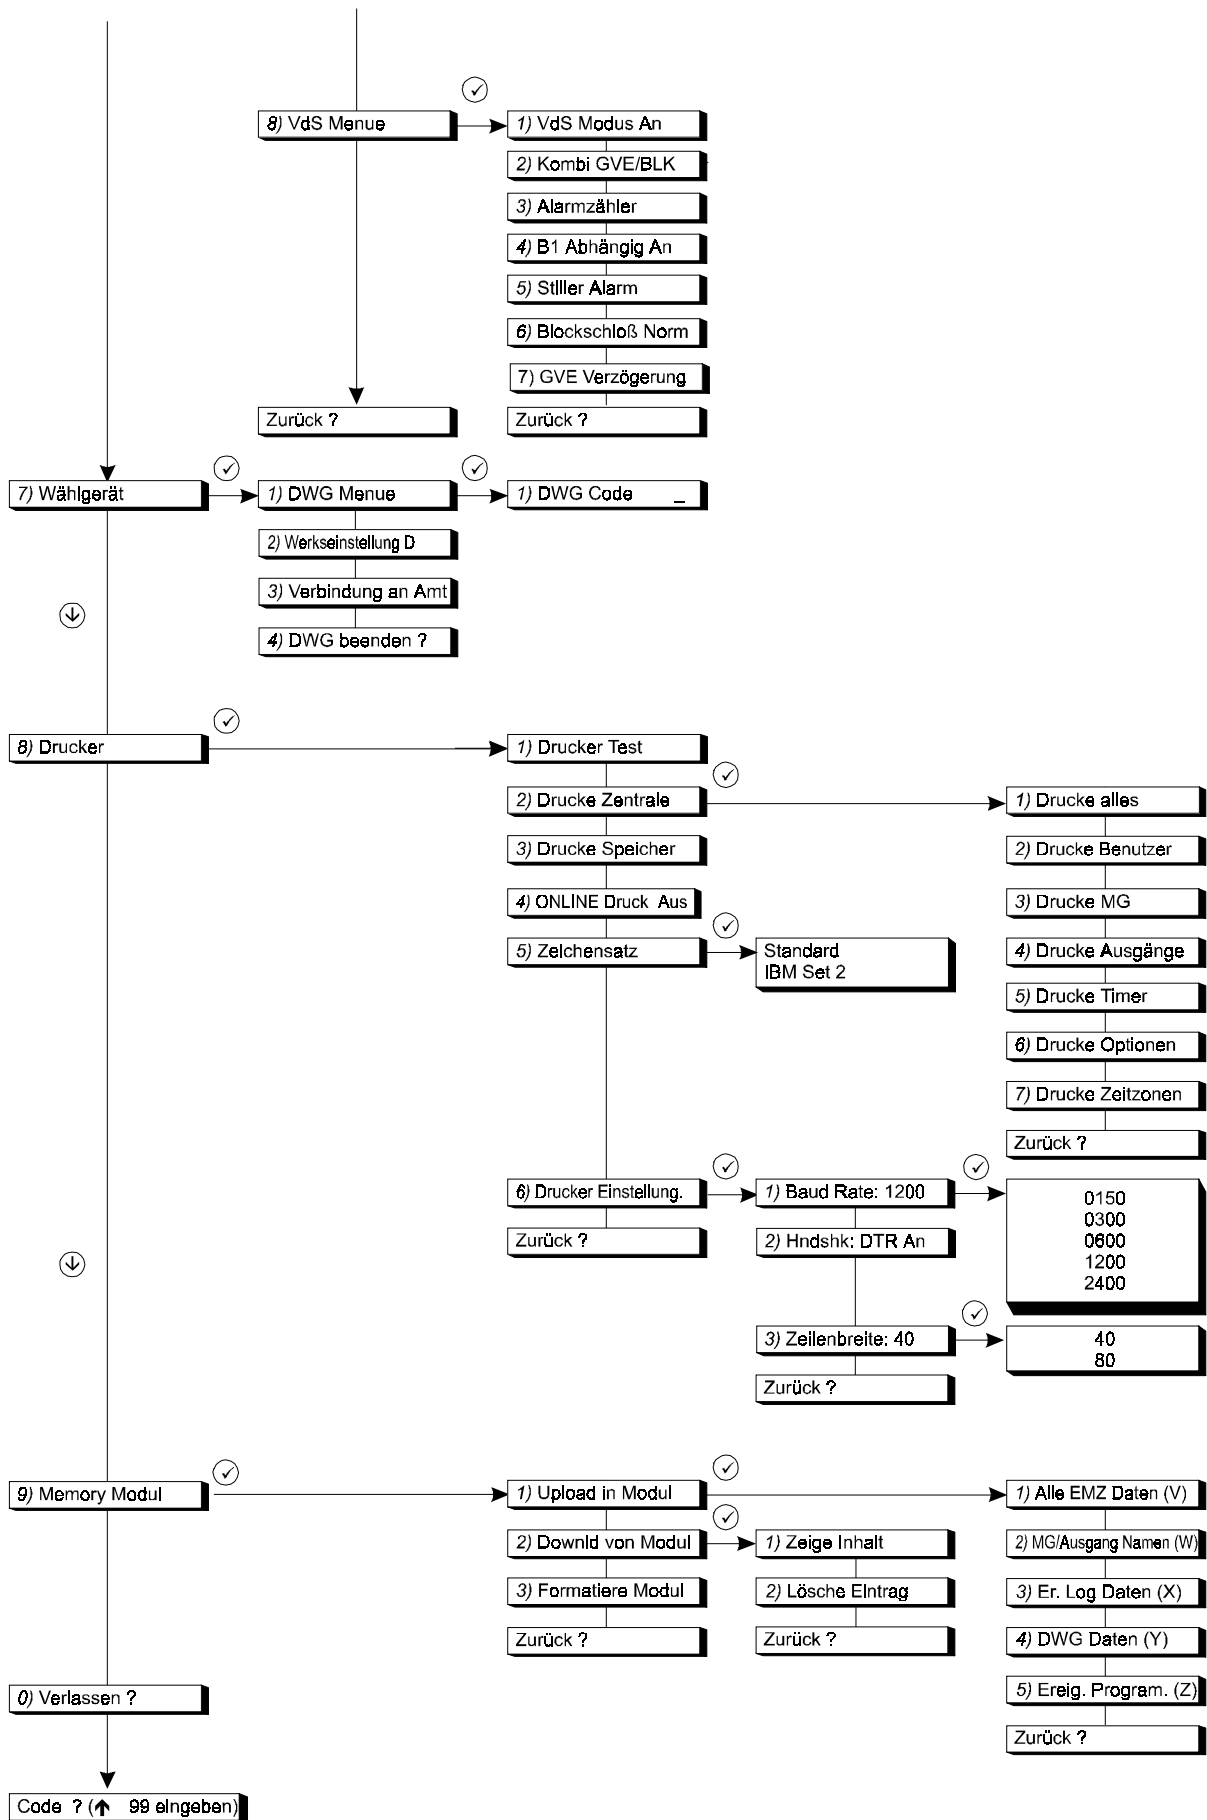 8) VdS Menue
1) VdS Modus An
2) Kombi GVE/BLK
3) Alarmzähler
4) B1 Abhängig An
5) Stiller Alarm
6) Blockschloß Norm
7) GVE Verzögerung
Zurück ?
Zurück ?
7) Wählgerät
1) DWG Menue
1) DWG Code _
2) Werkseinstellung D
3) Verbindung an Amt
4) DWG beenden ?
8) Drucker
1) Drucker Test
2) Drucke Zentrale
1) Drucke alles
3) Drucke Speicher
2) Drucke Benutzer
4) ONLINE Druck Aus
3) Drucke MG
5) Zeichensatz
Standard
IBM Set 2
4) Drucke Ausgänge
5) Drucke Timer
6) Drucke Optionen
7) Drucke Zeitzonen
Zurück ?
6) Drucker Einstellung.
1) Baud Rate: 1200
0150
0300
0600
1200
2400
Zurück ?
2) Hndshk: DTR An
3) Zeilenbreite: 40
40
80
Zurück ?
9) Memory Modul
1) Upload in Modul
1) Alle EMZ Daten (V)
2) Downld von Modul
1) Zeige Inhalt
2) MG/Ausgang Namen (W)
3) Formatiere Modul
2) Lösche Eintrag
3) Er. Log Daten (X)
Zurück ?
Zurück ?
4) DWG Daten (Y)
0) Verlassen ?
5) Ereig. Program. (Z)
Zurück ?
Code ? (↑ 99 eingeben)